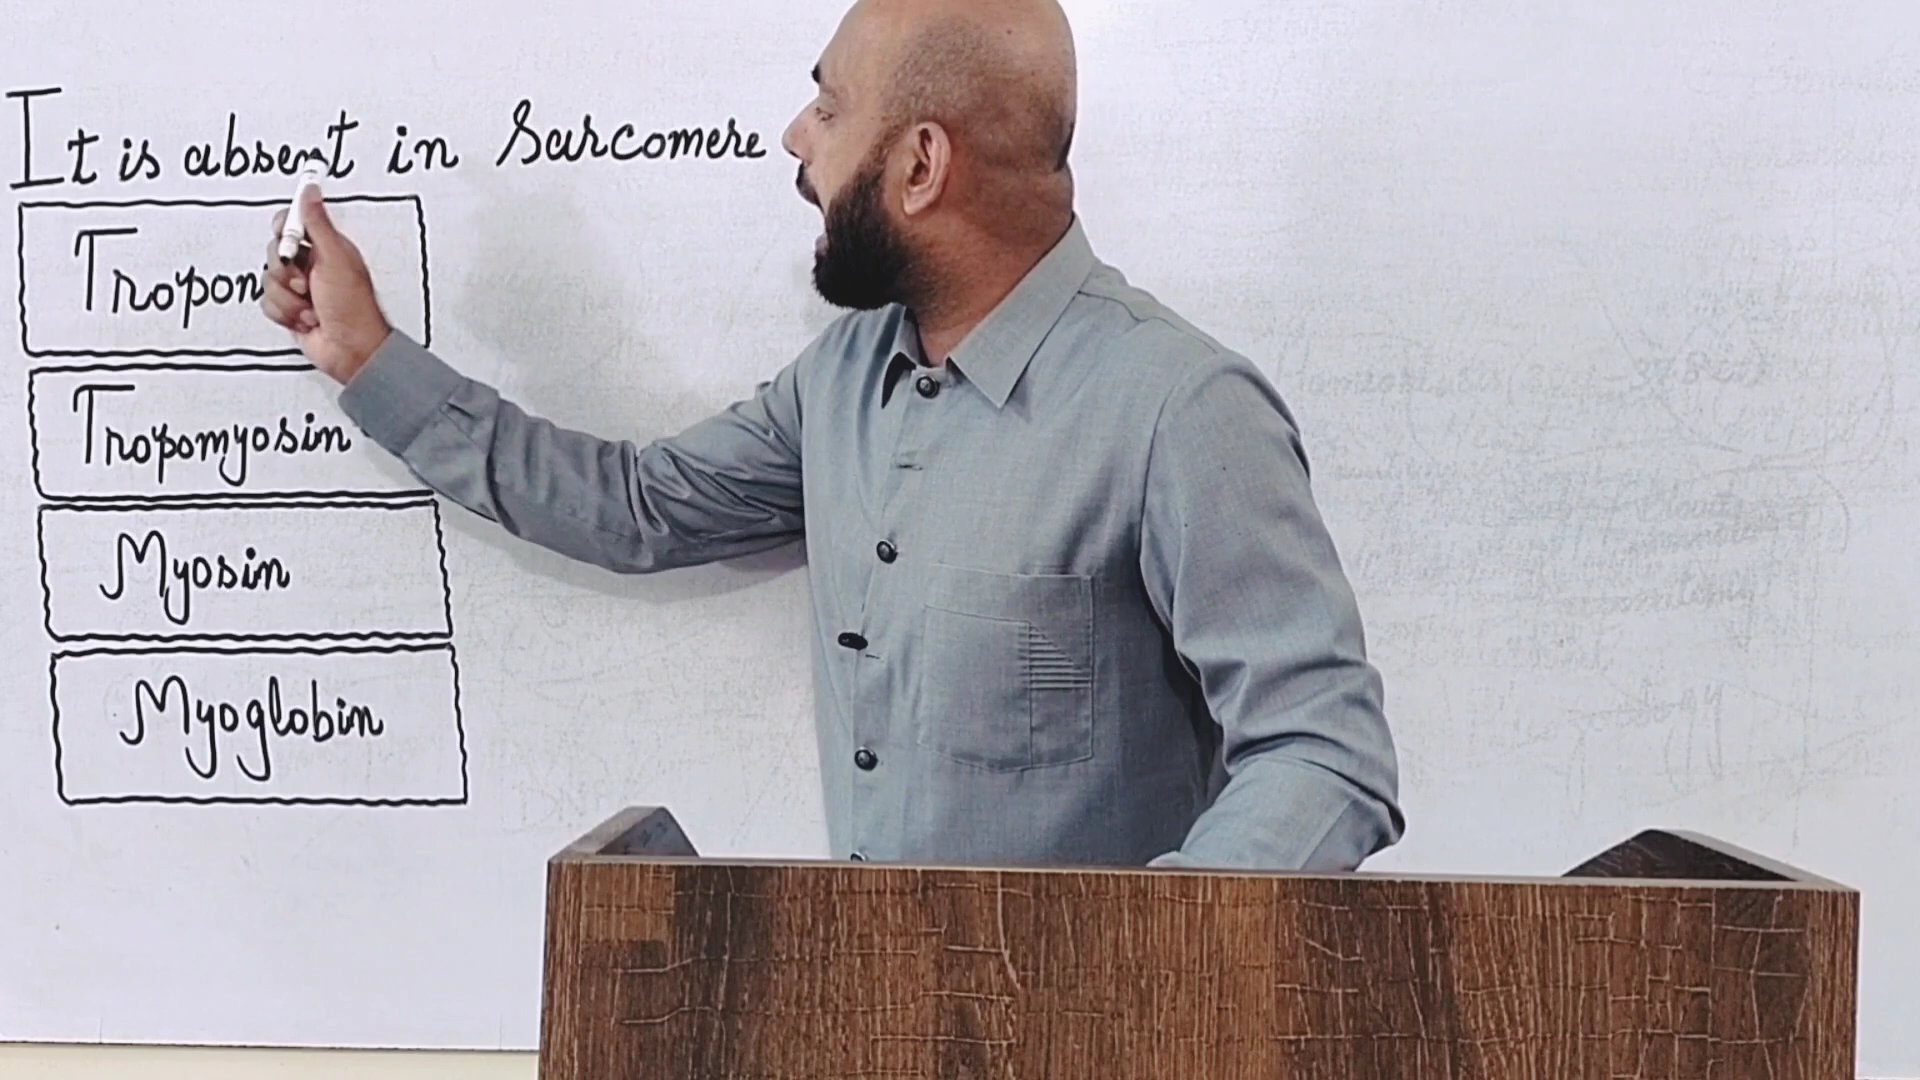 It is absent in Sarcomere
Tropon
Tropomyosin
Myosin
Myoglobin